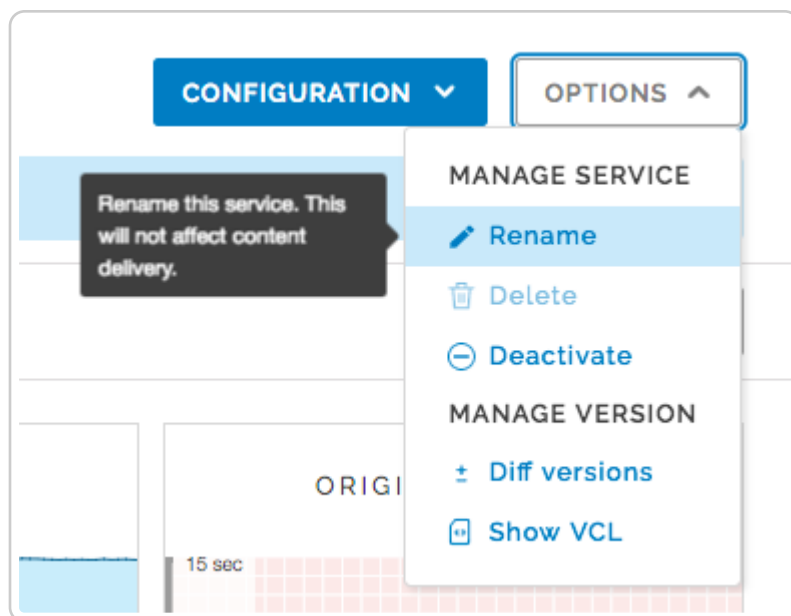 CONFIGURATION
OPTIONS
MANAGE SERVICE
Rename this service. This
will not affect content
delivery.
Rename
Delete
Deactivate
MANAGE VERSION
Diff versions
Show VCL
ORIGI
15 sec